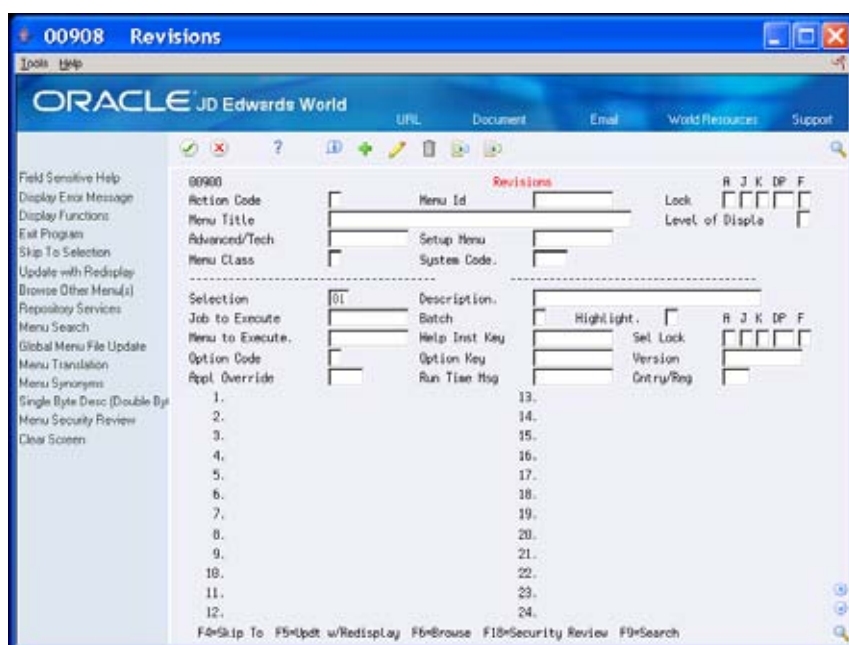 00908 Revisions
Tools Help
ORACLE JD Edwards World
URL Document Email World Resources Support
Field Sensitive Help
Display Error Message
Display Functions
Exit Program
Skip To Selection
Update with Redisplay
Browse Other Menu(s)
Repository Services
Menu Search
Global Menu File Update
Menu Translation
Menu Synonyms
Single Byte Desc (Double Byt
Menu Security Review
Clear Screen
00908 Revisions A J K DP F
Action Code Menu Id Lock
Menu Title Level of Displa
Advanced/Tech Setup Menu
Menu Class System Code.
Selection 01 Description.
Job to Execute Batch Highlight. A J K DP F
Menu to Execute. Help Inst Key Sel Lock
Option Code Option Key Version
Appl Override Run Time Msg Cntry/Reg
1. 13.
2. 14.
3. 15.
4. 16.
5. 17.
6. 18.
7. 19.
8. 20.
9. 21.
10. 22.
11. 23.
12. 24.
F4=Skip To F5=Updt w/Redisplay F6=Browse F18=Security Review F9=Search